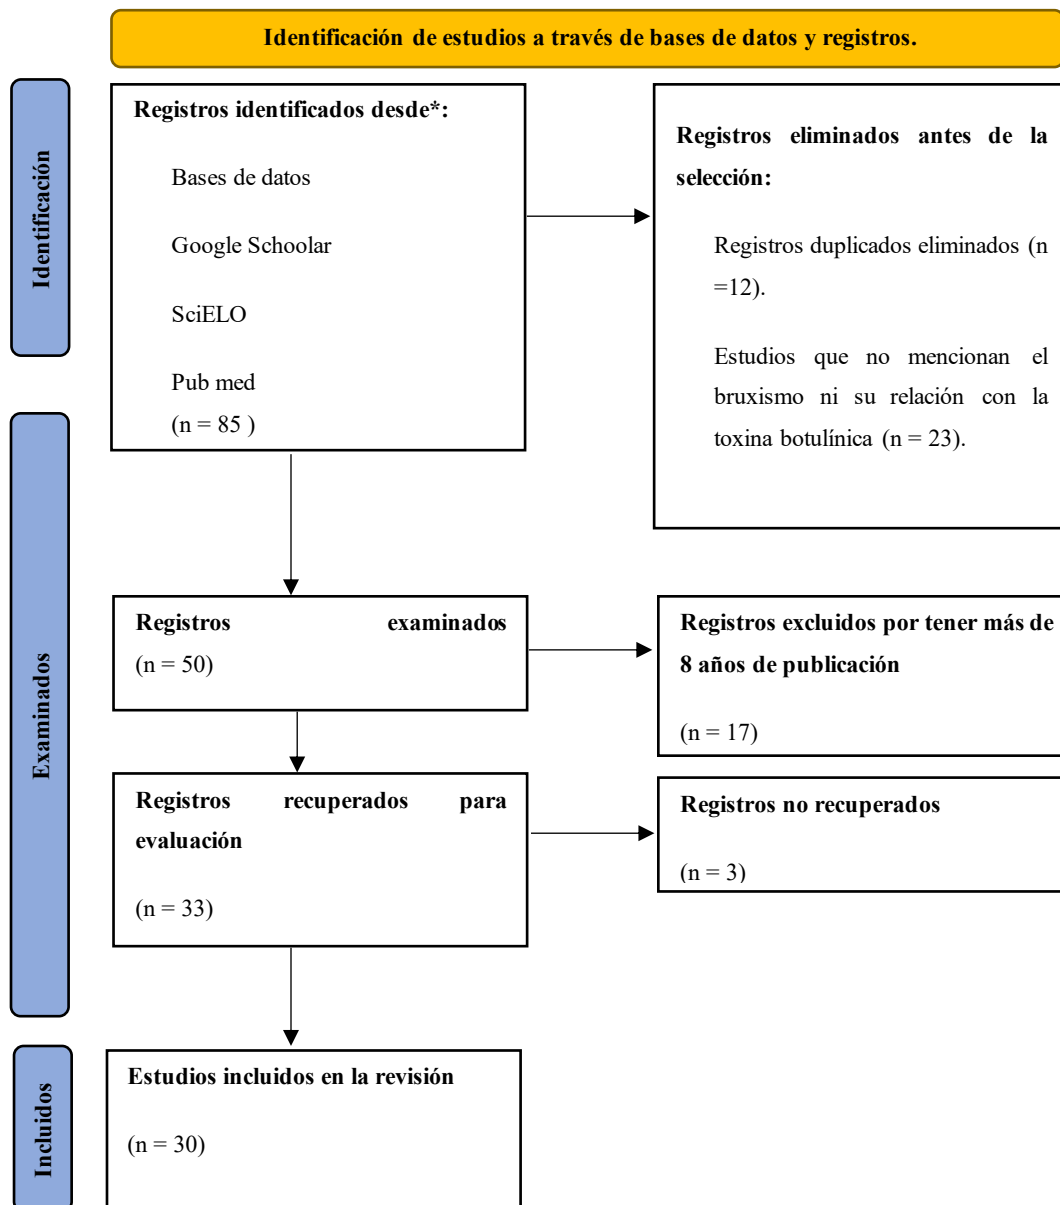 Identificación de estudios a través de bases de datos y registros.
Identificación
Registros identificados desde*:
Bases de datos
Google Schoolar
SciELO
Pub med
(n = 85 )
Registros eliminados antes de la
selección:
Registros duplicados eliminados (n
=12).
Estudios que no mencionan el
bruxismo ni su relación con la
toxina botulínica (n = 23).
Examinados
Registros examinados
(n = 50)
Registros excluidos por tener más de
8 años de publicación
(n = 17)
Registros recuperados para
evaluación
(n = 33)
Registros no recuperados
(n = 3)
Incluidos
Estudios incluidos en la revisión
(n = 30)